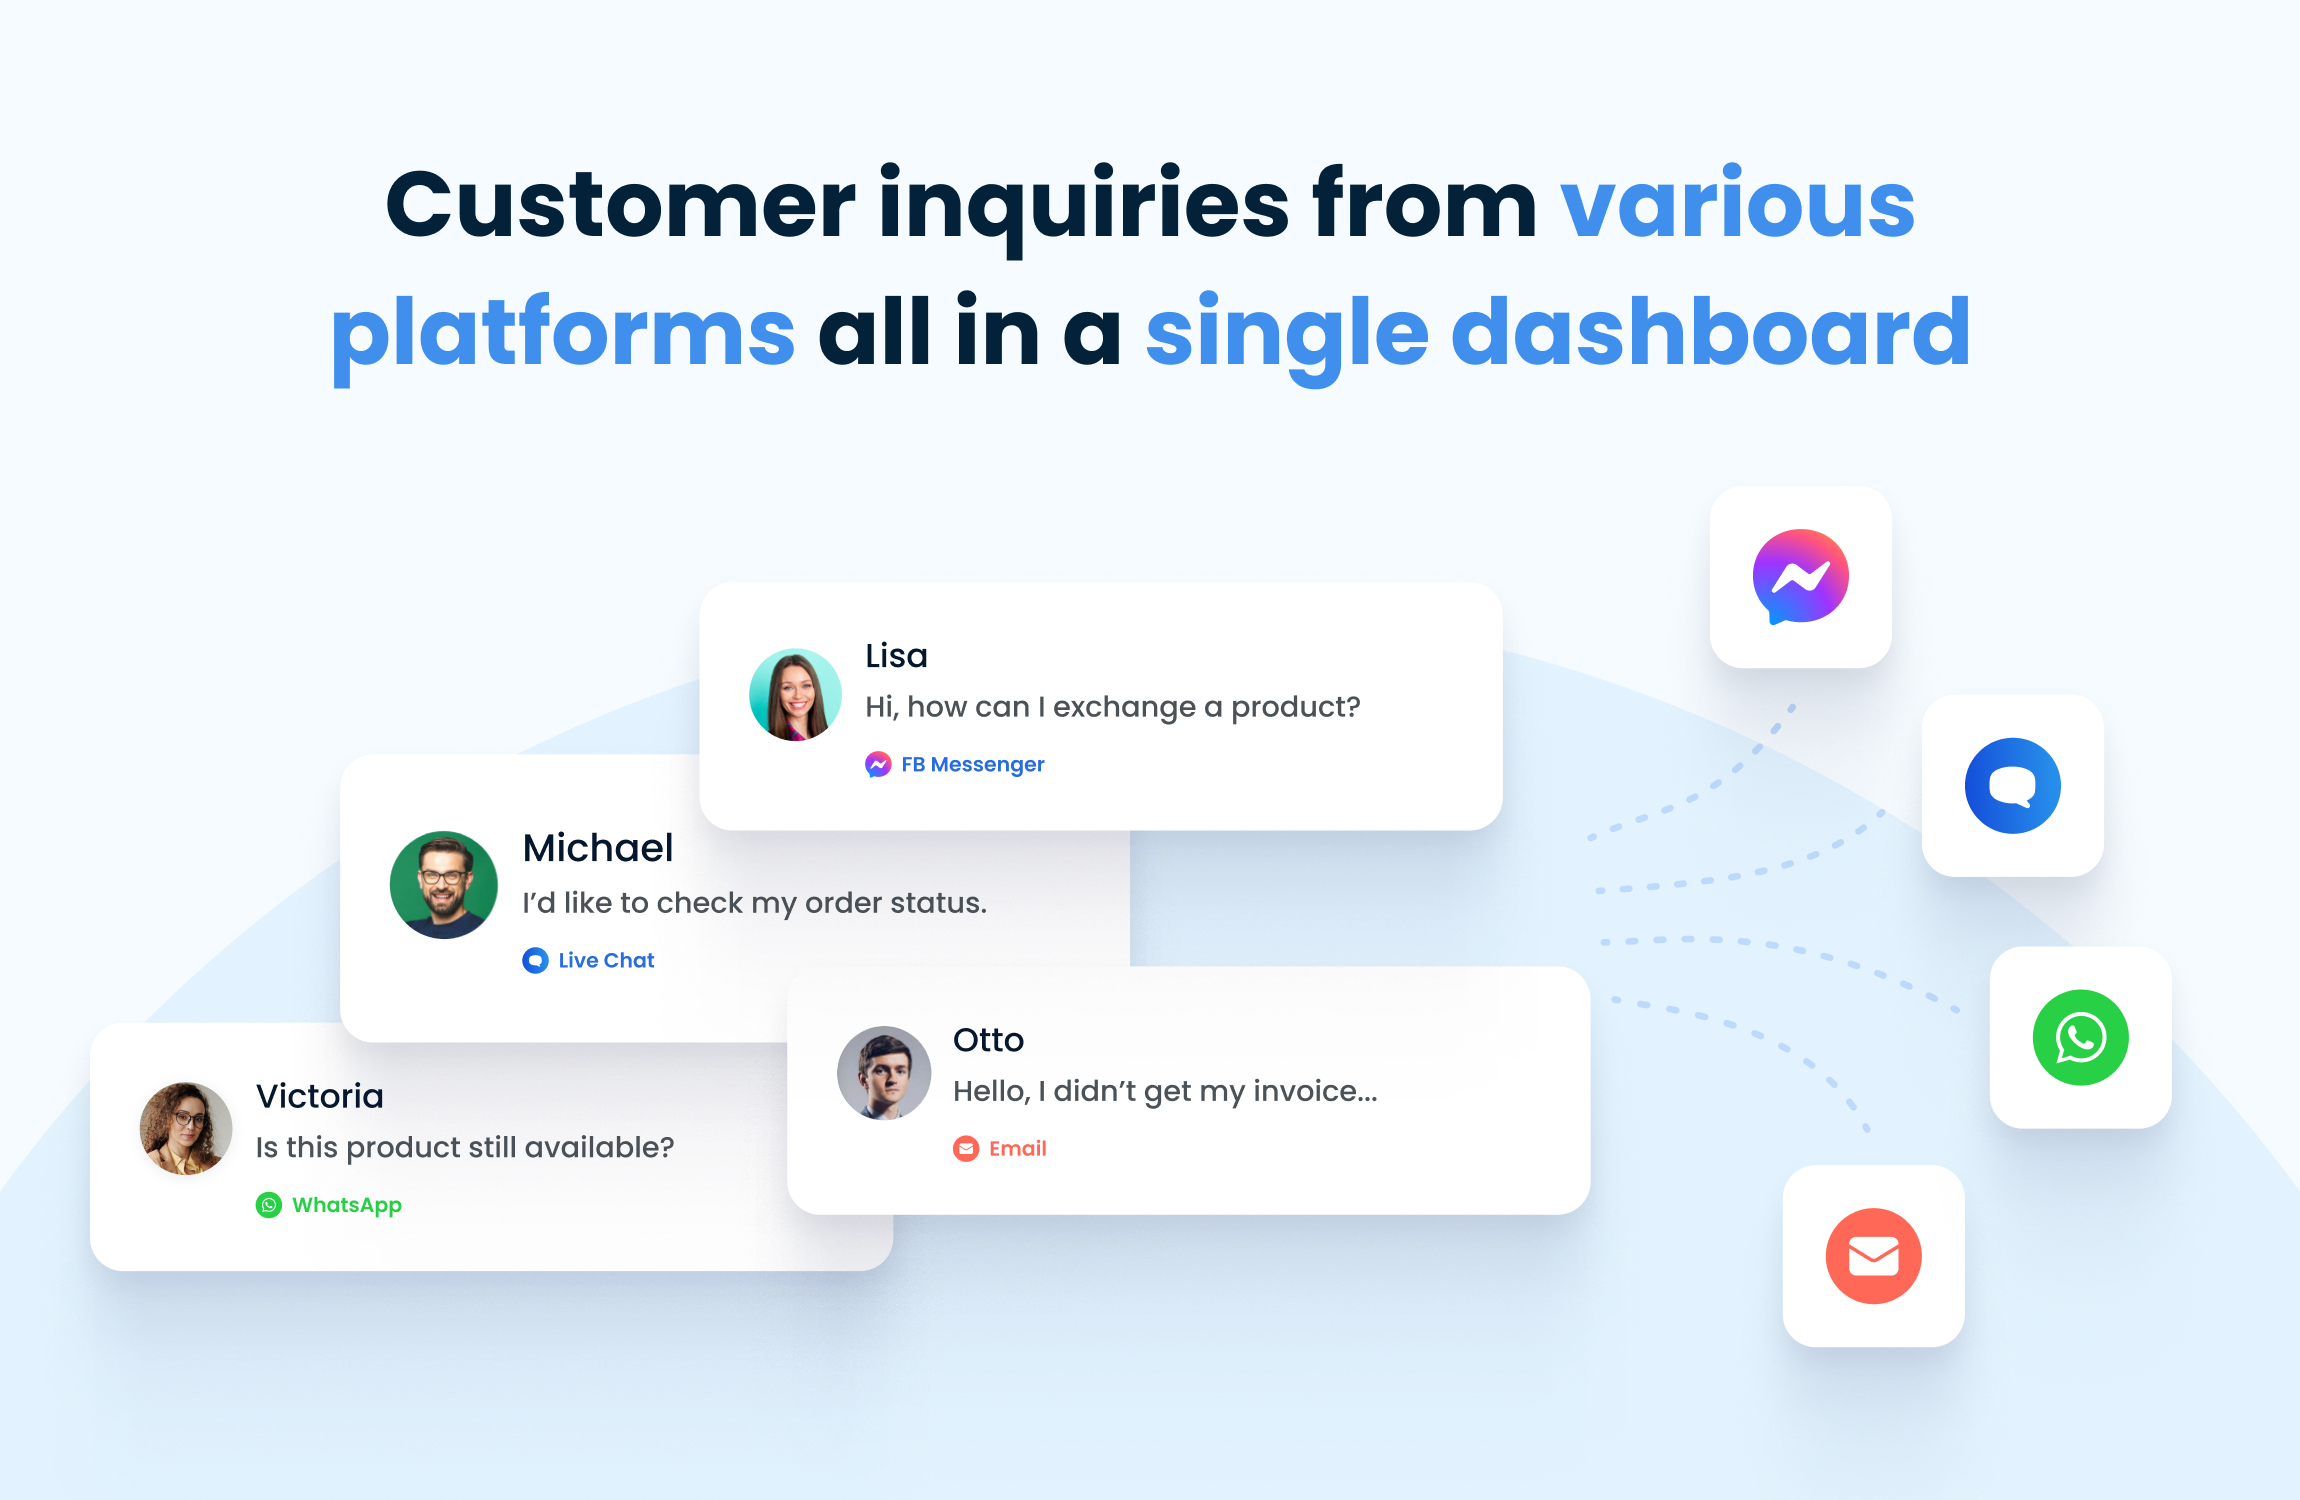 Customer inquiries from various
platforms all in a single dashboard
Lisa
Hi, how can I exchange a product?
FB Messenger
Michael
I’d like to check my order status.
Live Chat
Otto
Hello, I didn’t get my invoice...
Email
Victoria
Is this product still available?
WhatsApp